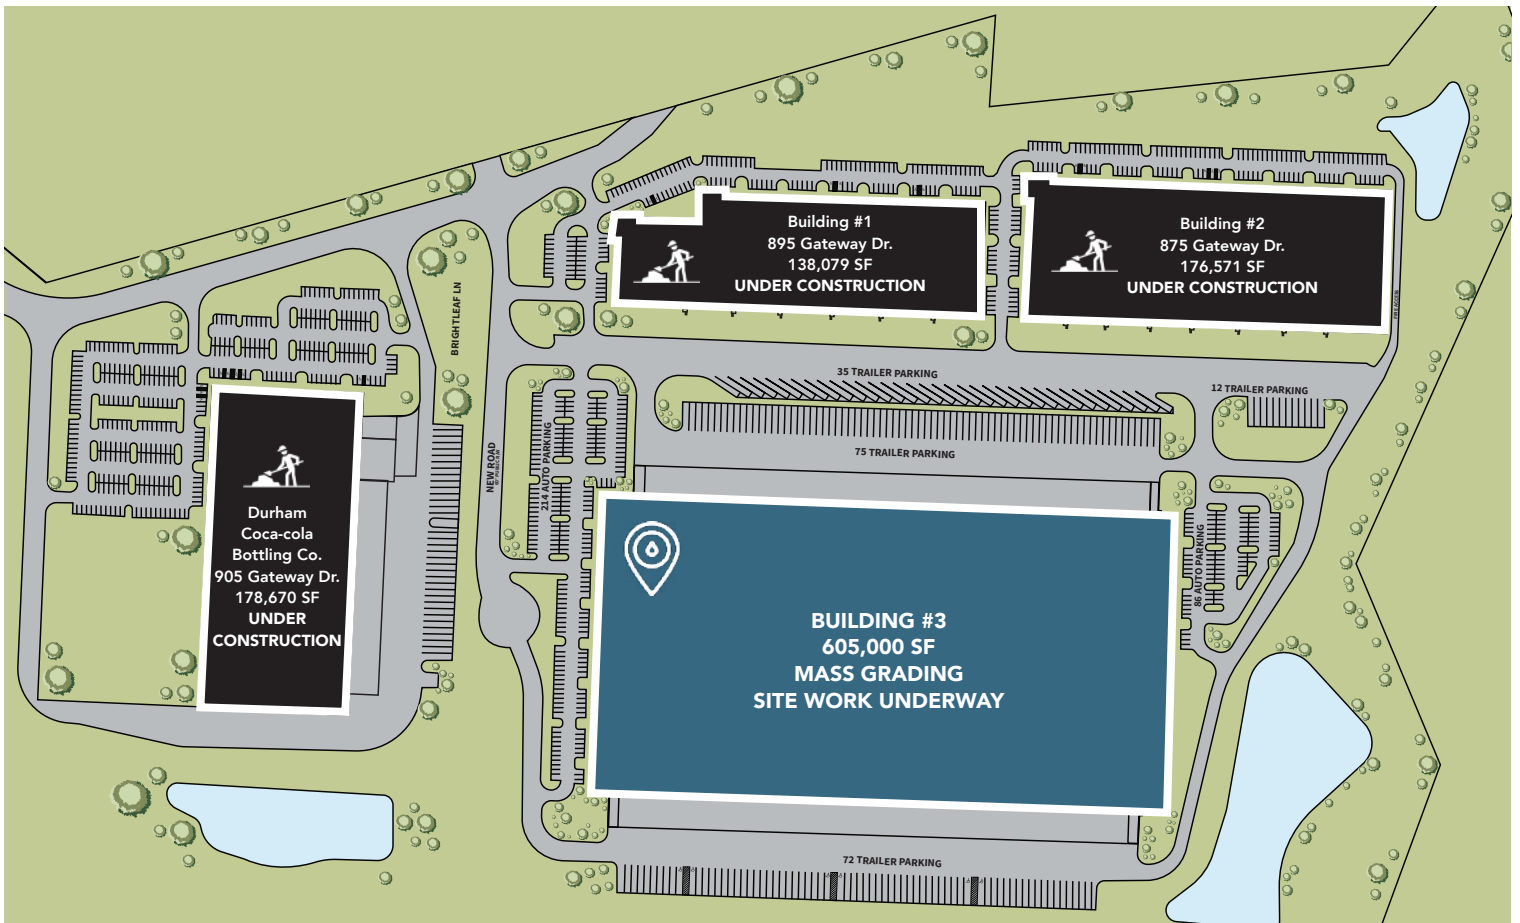 Building #1
895 Gateway Dr.
138,079 SF
UNDER CONSTRUCTION
Building #2
875 Gateway Dr.
176,571 SF
UNDER CONSTRUCTION
BRIGHTLEAF LN
35 TRAILER PARKING
12 TRAILER PARKING
75 TRAILER PARKING
NEW ROAD
214 AUTO PARKING
Durham
Coca-cola
Bottling Co.
905 Gateway Dr.
178,670 SF
UNDER
CONSTRUCTION
86 AUTO PARKING
BUILDING #3
605,000 SF
MASS GRADING
SITE WORK UNDERWAY
72 TRAILER PARKING